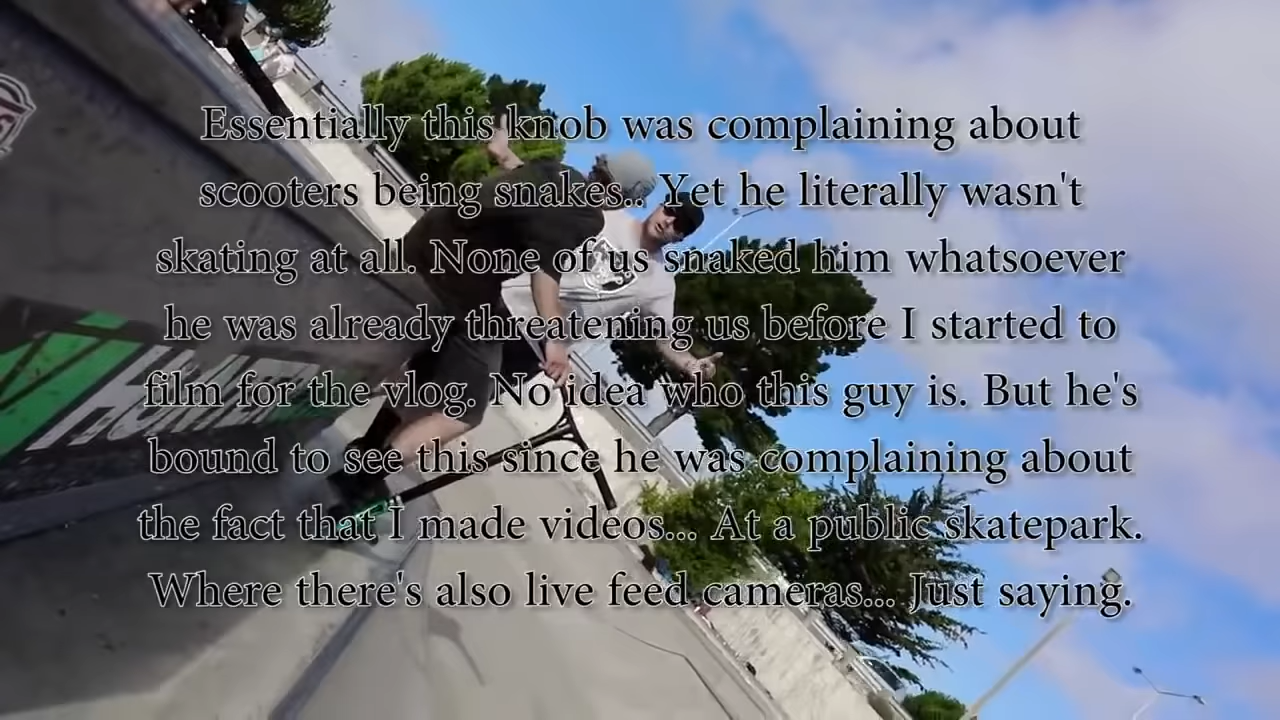 Essentially this knob was complaining about
scooters being snakes.. Yet he literally wasn't
skating at all. None of us snaked him whatsoever
he was already threatening us before I started to
film for the vlog. No idea who this guy is. But he's
bound to see this since he was complaining about
the fact that I made videos... At a public skatepark.
Where there's also live feed cameras... Just saying.